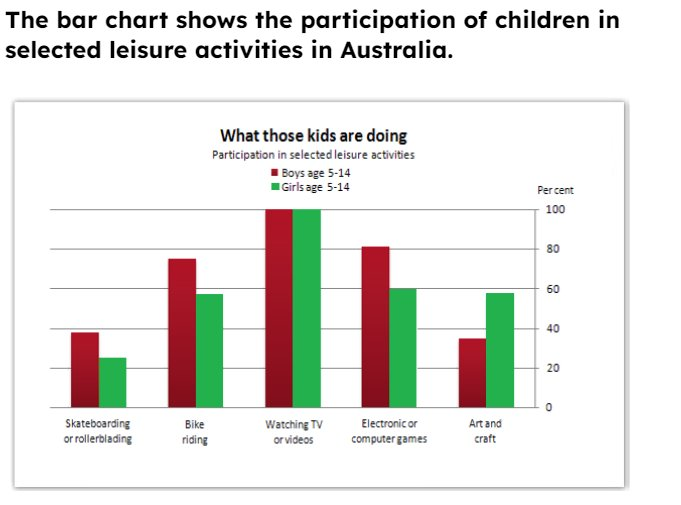 The bar chart shows the participation of children in
selected leisure activities in Australia.
What those kids are doing
Participation in selected leisure activities
Boys age 5-14
Girls age 5-14
Per cent
100
80
60
40
20
0
Skateboarding
or rollerblading
Bike
riding
Watching TV
or videos
Electronic or
computer games
Art and
craft